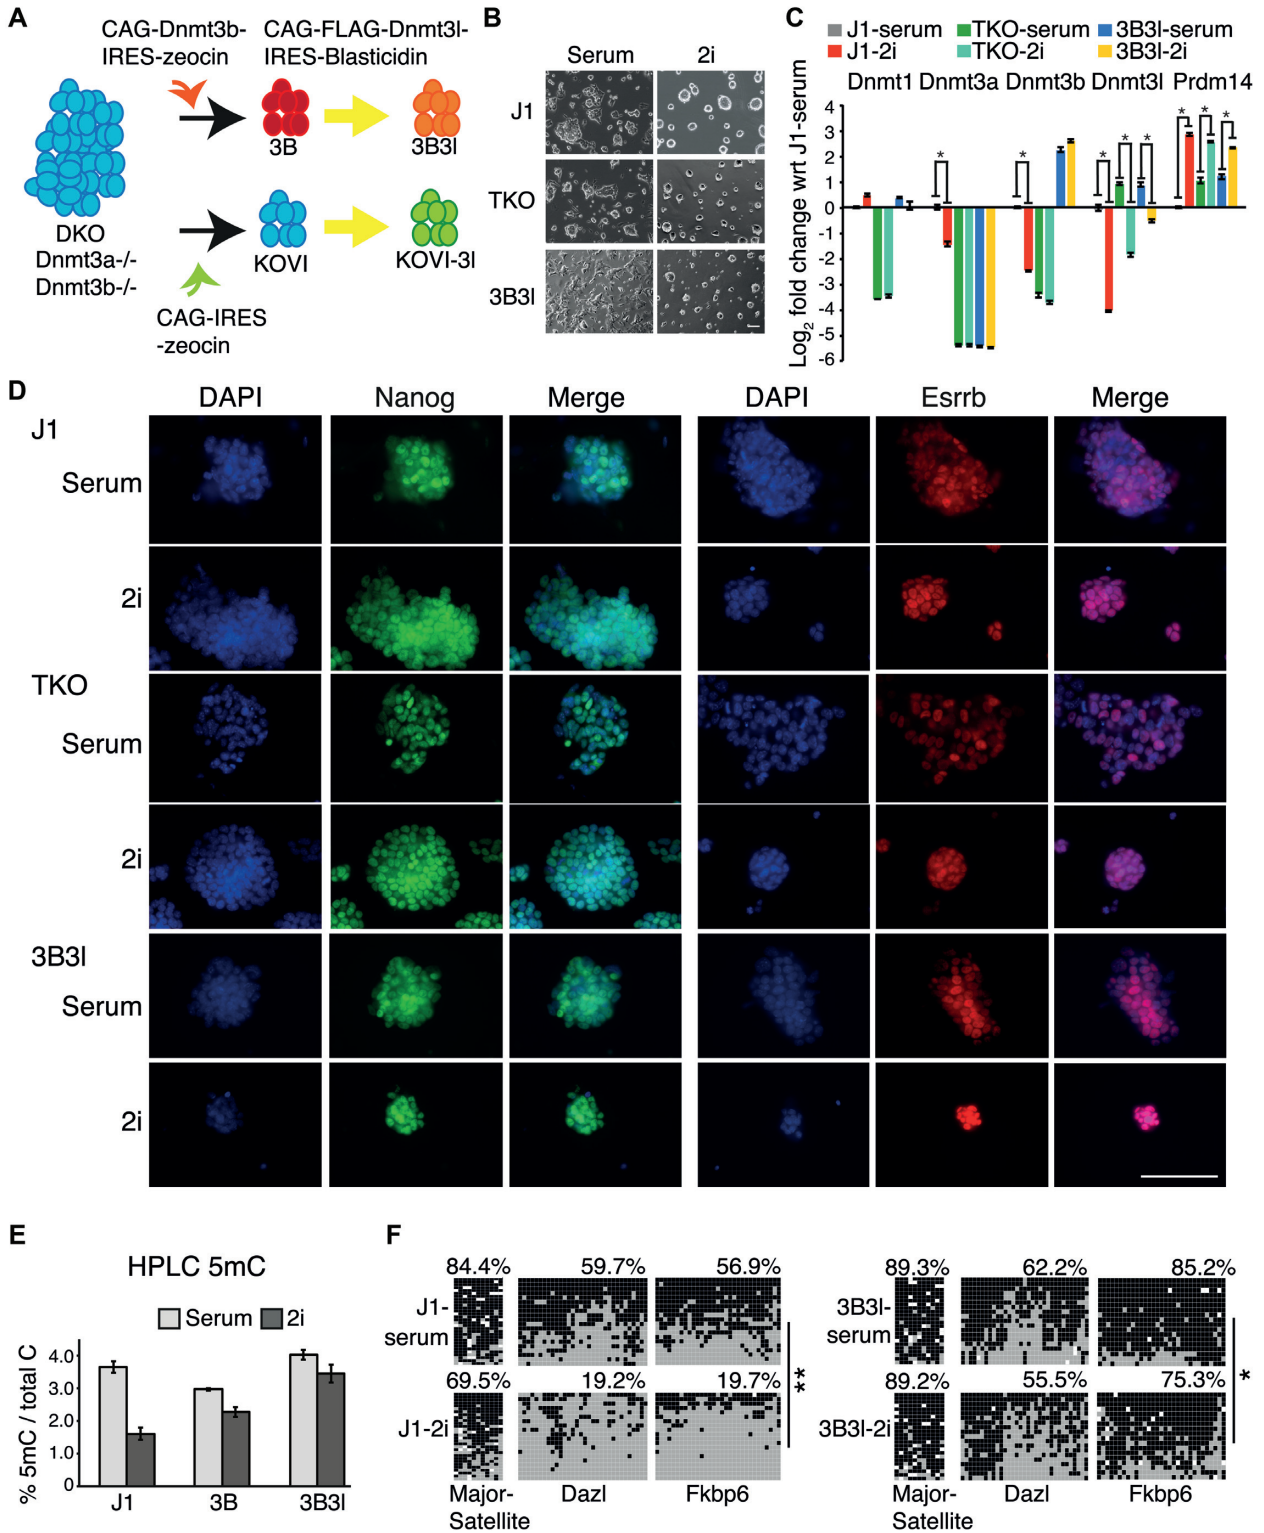 A
CAG-Dnmt3b-
IRES-zeocin
CAG-FLAG-Dnmt3l-
IRES-Blasticidin
3B
3B3l
DKO
Dnmt3a-/-
Dnmt3b-/-
KOVI
KOVI-3l
CAG-IRES
-zeocin
B
Serum 2i
J1
TKO
3B3l
C
J1-serum TKO-serum 3B3l-serum
J1-2i TKO-2i 3B3l-2i
Dnmt1 Dnmt3a Dnmt3b Dnmt3l Prdm14
Log2 fold change wrt J1-serum
4
3
2
1
0
-1
-2
-3
-4
-5
-6
* * * * * * * *
D
DAPI Nanog Merge DAPI Esrrb Merge
J1
Serum
2i
TKO
Serum
2i
3B3l
Serum
2i
E
HPLC 5mC
Serum 2i
% 5mC / total C
4.0
3.0
2.0
1.0
0
J1 3B 3B3l
F
84.4% 59.7% 56.9%
J1-
serum
69.5% 19.2% 19.7%
J1-2i
**
Major-
Satellite
Dazl Fkbp6
89.3% 62.2% 85.2%
3B3l-
serum
89.2% 55.5% 75.3%
3B3l-2i
*
Major-
Satellite
Dazl Fkbp6